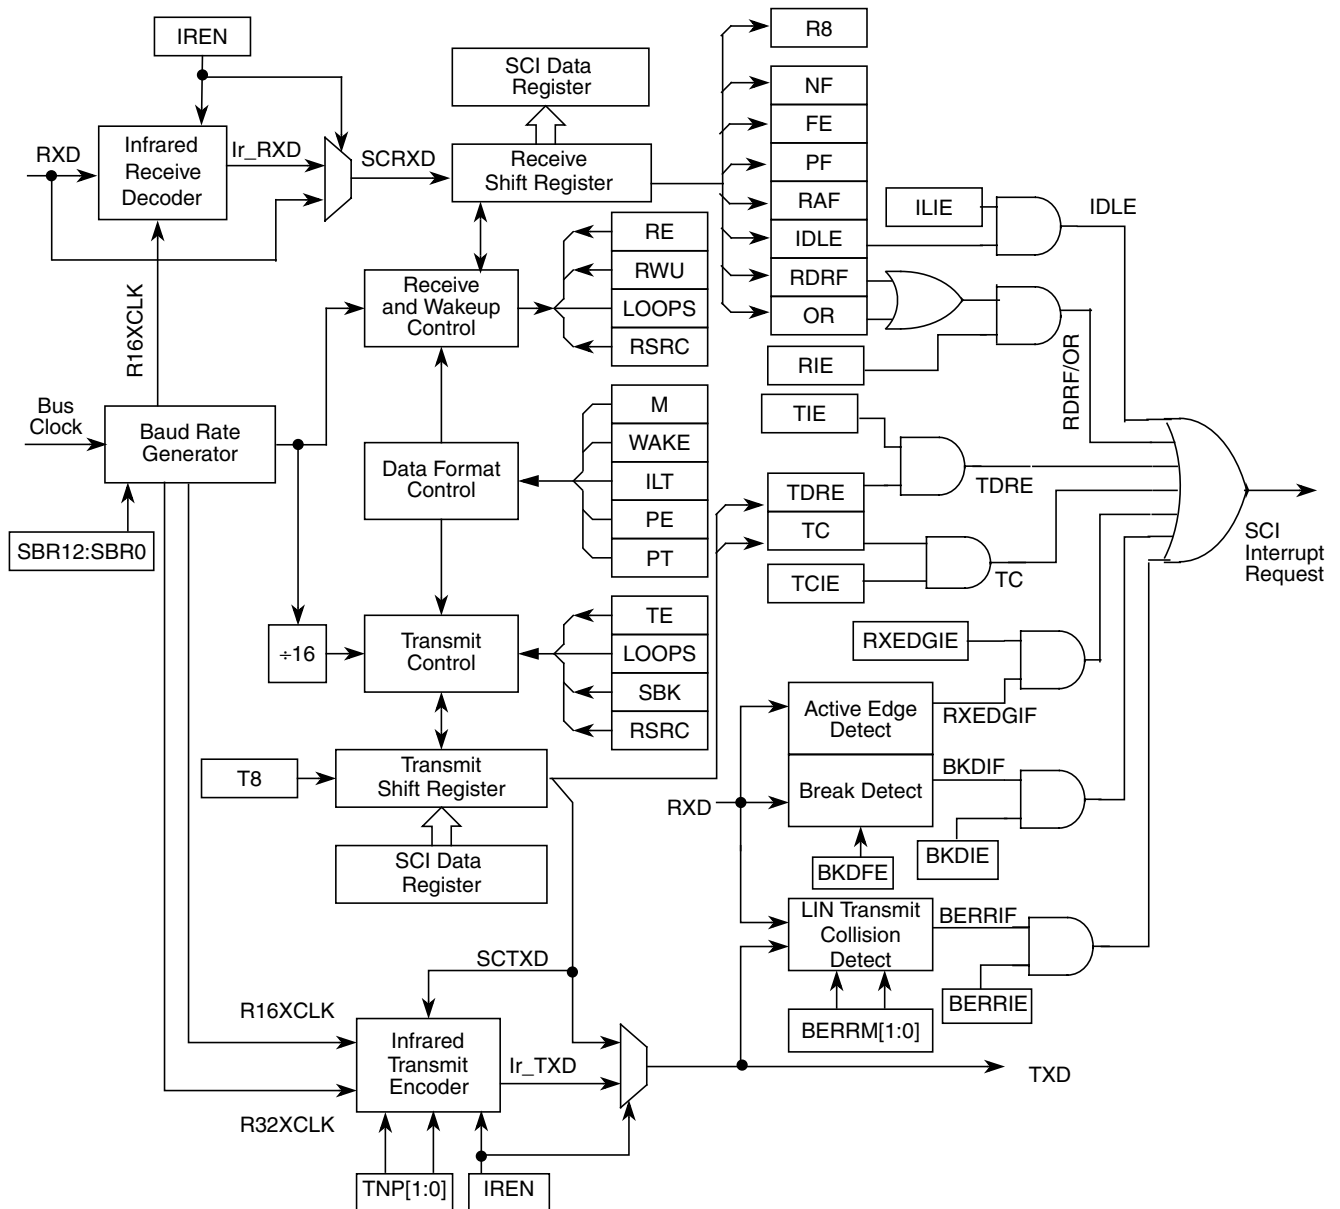 IREN
R8
SCI Data
Register
NF
FE
PF
RAF
IDLE
RDRF
OR
RXD
Infrared
Receive
Decoder
Ir_RXD
SCRXD
Receive
Shift Register
ILIE
IDLE
RE
RWU
LOOPS
RSRC
Receive
and Wakeup
Control
R16XCLK
RIE
RDRF/OR
TIE
Bus
Clock
Baud Rate
Generator
M
WAKE
ILT
PE
PT
Data Format
Control
TDRE
TC
TDRE
SBR12:SBR0
TCIE
TC
SCI
Interrupt
Request
TE
LOOPS
SBK
RSRC
÷16
Transmit
Control
RXEDGIE
Active Edge
Detect
RXEDGIF
T8
Transmit
Shift Register
RXD
Break Detect
BKDIF
BKDIE
SCI Data
Register
BKDFE
LIN Transmit
Collision
Detect
BERRIF
SCTXD
BERRIE
R16XCLK
BERRM[1:0]
Infrared
Transmit
Encoder
Ir_TXD
TXD
R32XCLK
TNP[1:0]
IREN